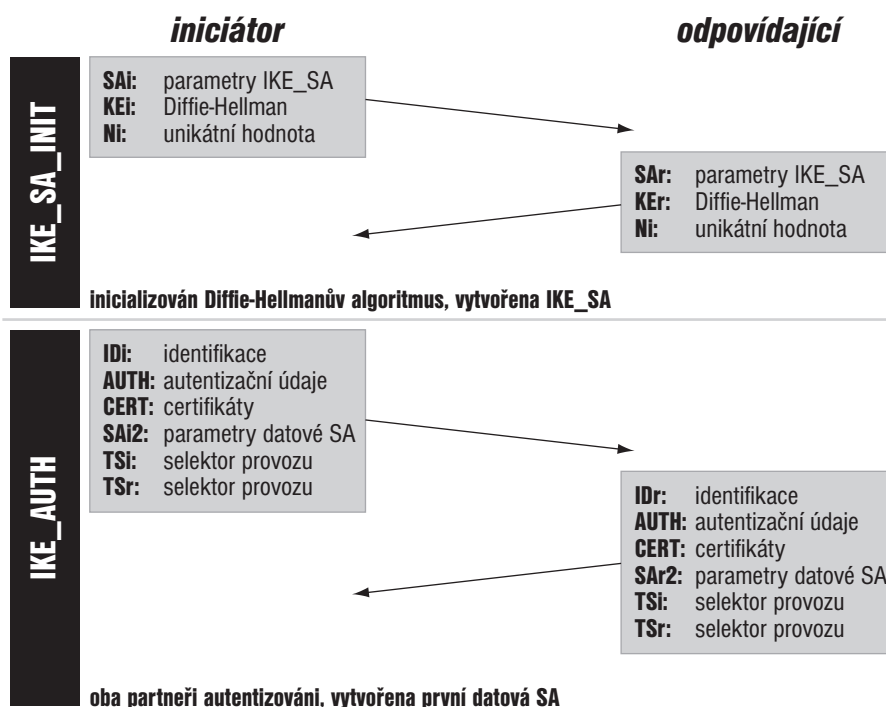 iniciátor
odpovídající
IKE_SA_INIT
SAi: parametry IKE_SA
KEi: Diffie-Hellman
Ni: unikátní hodnota
SAr: parametry IKE_SA
KEr: Diffie-Hellman
Ni: unikátní hodnota
inicializován Diffie-Hellmanův algoritmus, vytvořena IKE_SA
IKE_AUTH
IDi: identifikace
AUTH: autentizační údaje
CERT: certifikáty
SAi2: parametry datové SA
TSi: selektor provozu
TSr: selektor provozu
IDr: identifikace
AUTH: autentizační údaje
CERT: certifikáty
SAr2: parametry datové SA
TSi: selektor provozu
TSr: selektor provozu
oba partneři autentizováni, vytvořena první datová SA